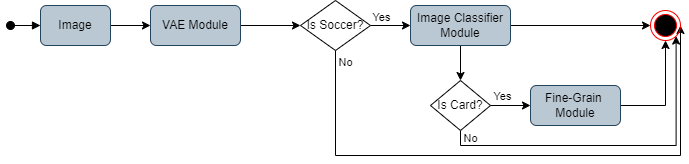 Image
VAE Module
Is Soccer?
Yes
Image Classifier
Module
No
Is Card?
Yes
Fine-Grain
Module
No